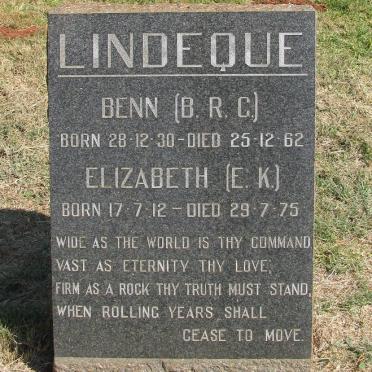 LINDEQUE
BENN (B. R. C.)
BORN 28-12-30-DIED 25-12-62
ELIZABETH (E. K.)
BORN 17-7-12-DIED 29-7-75
WIDE AS THE WORLD IS THY COMMAND
VAST AS ETERNITY THY LOVE;
FIRM AS A ROCK THY TRUTH MUST STAND,
WHEN ROLLING YEARS SHALL
CEASE TO MOVE.